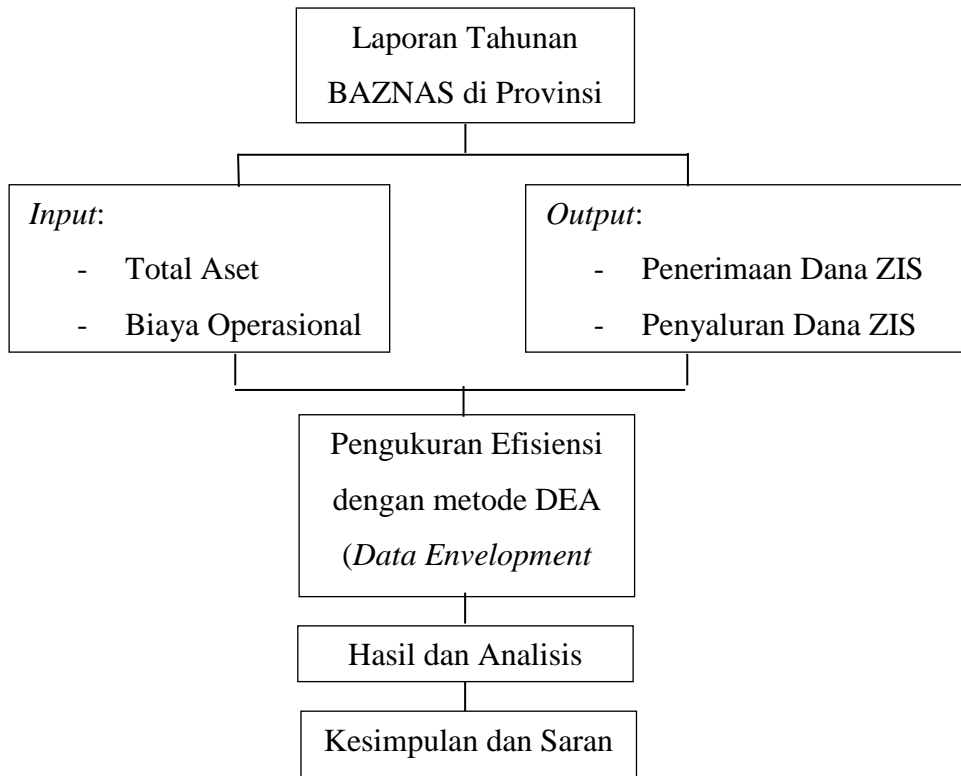 Laporan Tahunan
BAZNAS di Provinsi
Input:
- Total Aset
- Biaya Operasional
Output:
- Penerimaan Dana ZIS
- Penyaluran Dana ZIS
Pengukuran Efisiensi
dengan metode DEA
(Data Envelopment
Hasil dan Analisis
Kesimpulan dan Saran